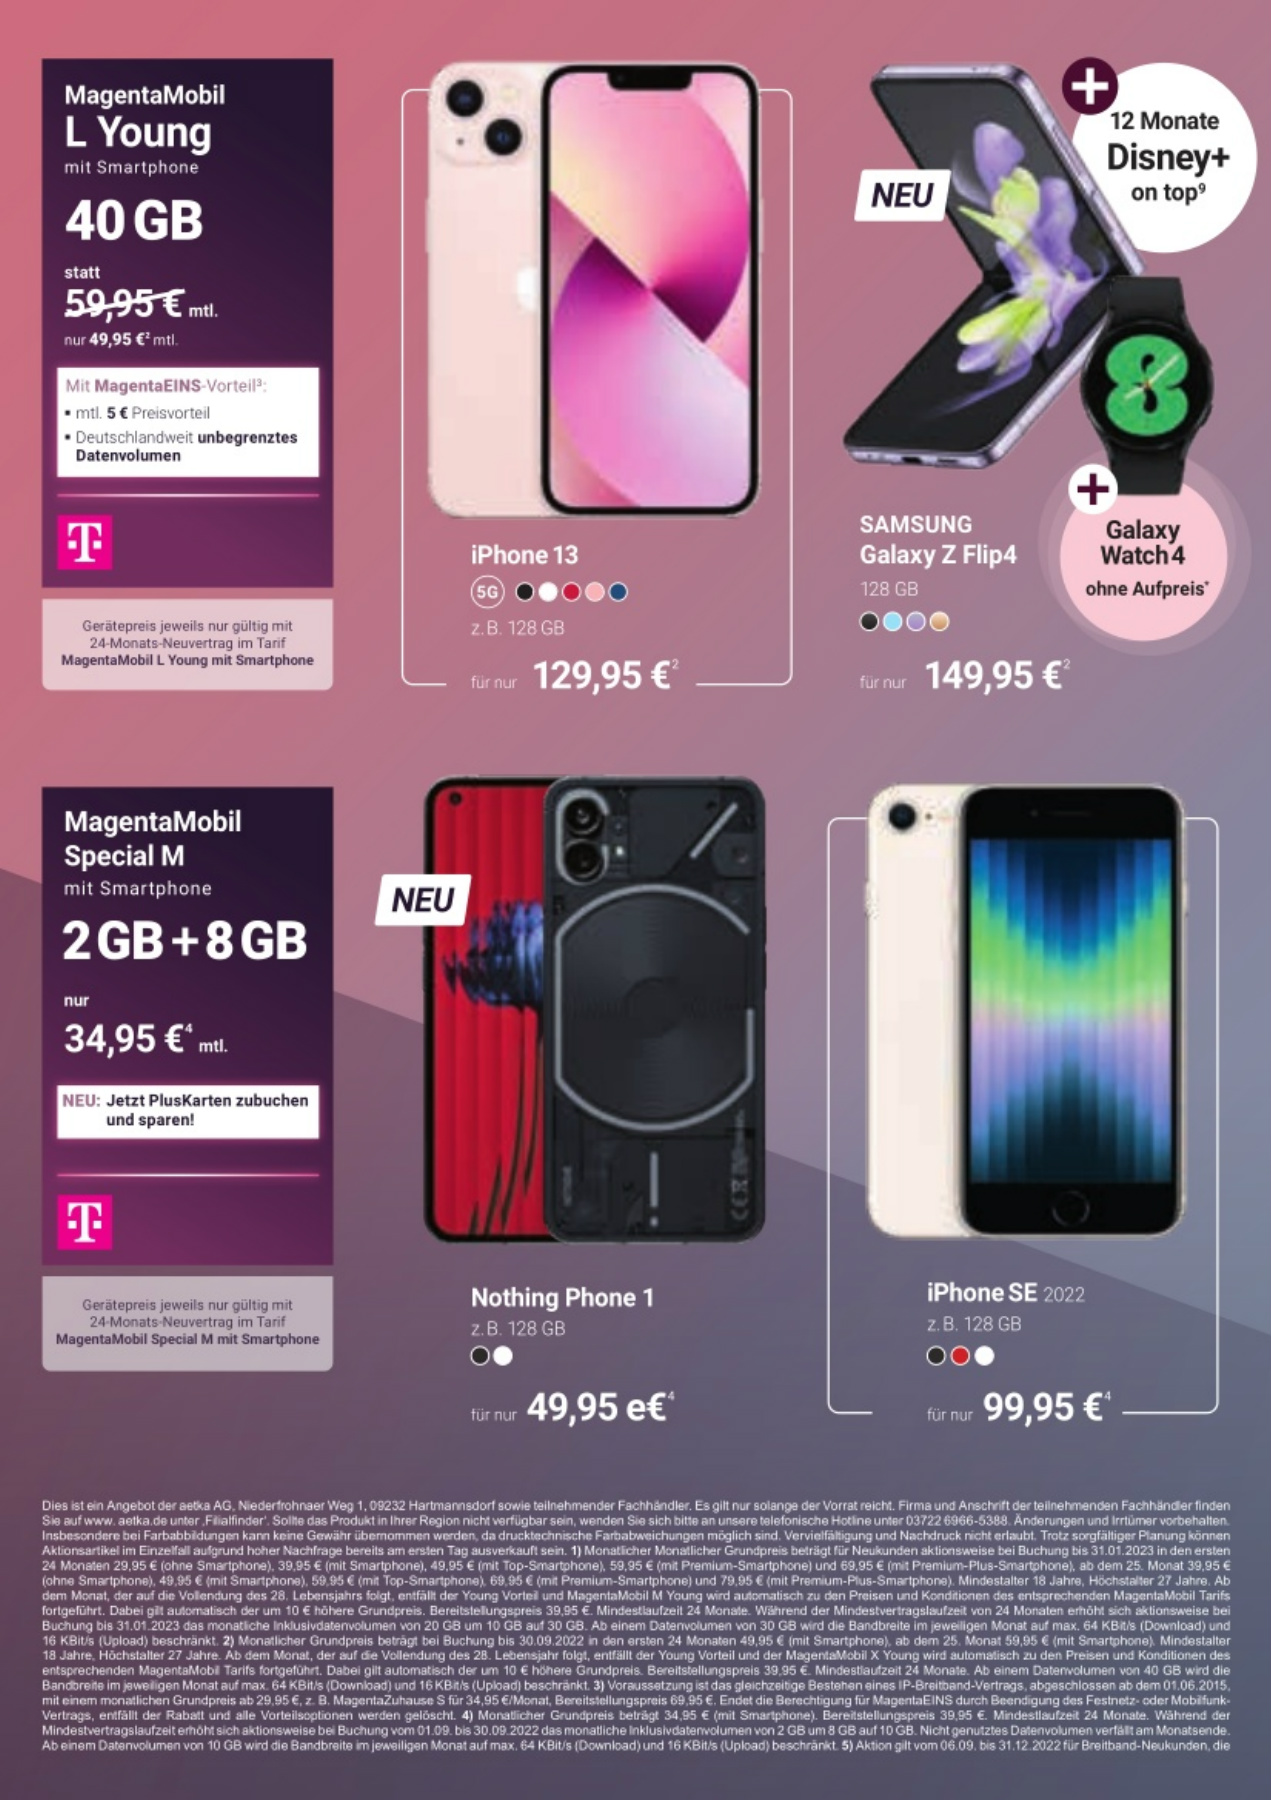 MagentaMobil
L Young
mit Smartphone
40 GB
statt
59,95 € mtl.
nur 49,95 €² mtl.
Mit MagentaEINS-Vorteil³:
▪ mtl. 5 € Preisvorteil
▪ Deutschlandweit unbegrenztes
Datenvolumen
T
Gerätepreis jeweils nur gültig mit
24-Monats-Neuvertrag im Tarif
MagentaMobil L Young mit Smartphone
iPhone 13
5G
z. B. 128 GB
für nur 129,95 €²
NEU
+
12 Monate
Disney+
on top⁹
SAMSUNG
Galaxy Z Flip4
128 GB
für nur 149,95 €²
+
Galaxy
Watch4
ohne Aufpreis*
MagentaMobil
Special M
mit Smartphone
2 GB + 8 GB
nur
34,95 €⁴ mtl.
NEU: Jetzt PlusKarten zubuchen
und sparen!
T
Gerätepreis jeweils nur gültig mit
24-Monats-Neuvertrag im Tarif
MagentaMobil Special M mit Smartphone
NEU
Nothing Phone 1
z. B. 128 GB
für nur 49,95 e€⁴
iPhone SE 2022
z. B. 128 GB
für nur 99,95 €⁴
Dies ist ein Angebot der aetka AG, Niederfrohnaer Weg 1, 09232 Hartmannsdorf sowie teilnehmender Fachhändler. Es gilt nur solange der Vorrat reicht. Firma und Anschrift der teilnehmenden Fachhändler finden
Sie auf www. aetka.de unter ‚Filialfinder'. Sollte das Produkt in Ihrer Region nicht verfügbar sein, wenden Sie sich bitte an unsere telefonische Hotline unter 03722 6966-5388. Änderungen und Irrtümer vorbehalten.
Insbesondere bei Farbabbildungen kann keine Gewähr übernommen werden, da drucktechnische Farbabweichungen möglich sind. Vervielfältigung und Nachdruck nicht erlaubt. Trotz sorgfältiger Planung können
Aktionsartikel im Einzelfall aufgrund hoher Nachfrage bereits am ersten Tag ausverkauft sein. 1) Monatlicher Monatlicher Grundpreis beträgt für Neukunden aktionsweise bei Buchung bis 31.01.2023 in den ersten
24 Monaten 29,95 € (ohne Smartphone), 39,95 € (mit Smartphone), 49,95 € (mit Top-Smartphone), 59,95 € (mit Premium-Smartphone) und 69,95 € (mit Premium-Plus-Smartphone), ab dem 25. Monat 39,95 €
(ohne Smartphone), 49,95 € (mit Smartphone), 59,95 € (mit Top-Smartphone), 69,95 € (mit Premium-Smartphone) und 79,95 € (mit Premium-Plus-Smartphone). Mindestalter 18 Jahre, Höchstalter 27 Jahre. Ab
dem Monat, der auf die Vollendung des 28. Lebensjahrs folgt, entfällt der Young Vorteil und MagentaMobil M Young wird automatisch zu den Preisen und Konditionen des entsprechenden MagentaMobil Tarifs
fortgeführt. Dabei gilt automatisch der um 10 € höhere Grundpreis. Bereitstellungspreis 39,95 €. Mindestlaufzeit 24 Monate. Während der Mindestvertragslaufzeit von 24 Monaten erhöht sich aktionsweise bei
Buchung bis 31.01.2023 das monatliche Inklusivdatenvolumen von 20 GB um 10 GB auf 30 GB. Ab einem Datenvolumen von 30 GB wird die Bandbreite im jeweiligen Monat auf max. 64 KBit/s (Download) und
16 KBit/s (Upload) beschränkt. 2) Monatlicher Grundpreis beträgt bei Buchung bis 30.09.2022 in den ersten 24 Monaten 49,95 € (mit Smartphone), ab dem 25. Monat 59,95 € (mit Smartphone). Mindestalter
18 Jahre, Höchstalter 27 Jahre. Ab dem Monat, der auf die Vollendung des 28. Lebensjahrs folgt, entfällt der Young Vorteil und der MagentaMobil X Young wird automatisch zu den Preisen und Konditionen des
entsprechenden MagentaMobil Tarifs fortgeführt. Dabei gilt automatisch der um 10 € höhere Grundpreis. Bereitstellungspreis 39,95 €. Mindestlaufzeit 24 Monate. Ab einem Datenvolumen von 40 GB wird die
Bandbreite im jeweiligen Monat auf max. 64 KBit/s (Download) und 16 KBit/s (Upload) beschränkt. 3) Voraussetzung ist das gleichzeitige Bestehen eines IP-Breitband-Vertrags, abgeschlossen ab dem 01.06.2015,
mit einem monatlichen Grundpreis ab 29,95 €, z. B. MagentaZuhause S für 34,95 €/Monat, Bereitstellungspreis 69,95 €. Endet die Berechtigung für MagentaEINS durch Beendigung des Festnetz- oder Mobilfunk-
Vertrags, entfällt der Rabatt und alle Vorteilsoptionen werden gelöscht. 4) Monatlicher Grundpreis beträgt 34,95 € (mit Smartphone). Bereitstellungspreis 39,95 €. Mindestlaufzeit 24 Monate. Während der
Mindestvertragslaufzeit erhöht sich aktionsweise bei Buchung vom 01.09. bis 30.09.2022 das monatliche Inklusivdatenvolumen von 2 GB um 8 GB auf 10 GB. Nicht genutztes Datenvolumen verfällt am Monatsende.
Ab einem Datenvolumen von 10 GB wird die Bandbreite im jeweiligen Monat auf max. 64 KBit/s (Download) und 16 KBit/s (Upload) beschränkt. 5) Aktion gilt vom 06.09. bis 31.12.2022 für Breitband-Neukunden, die